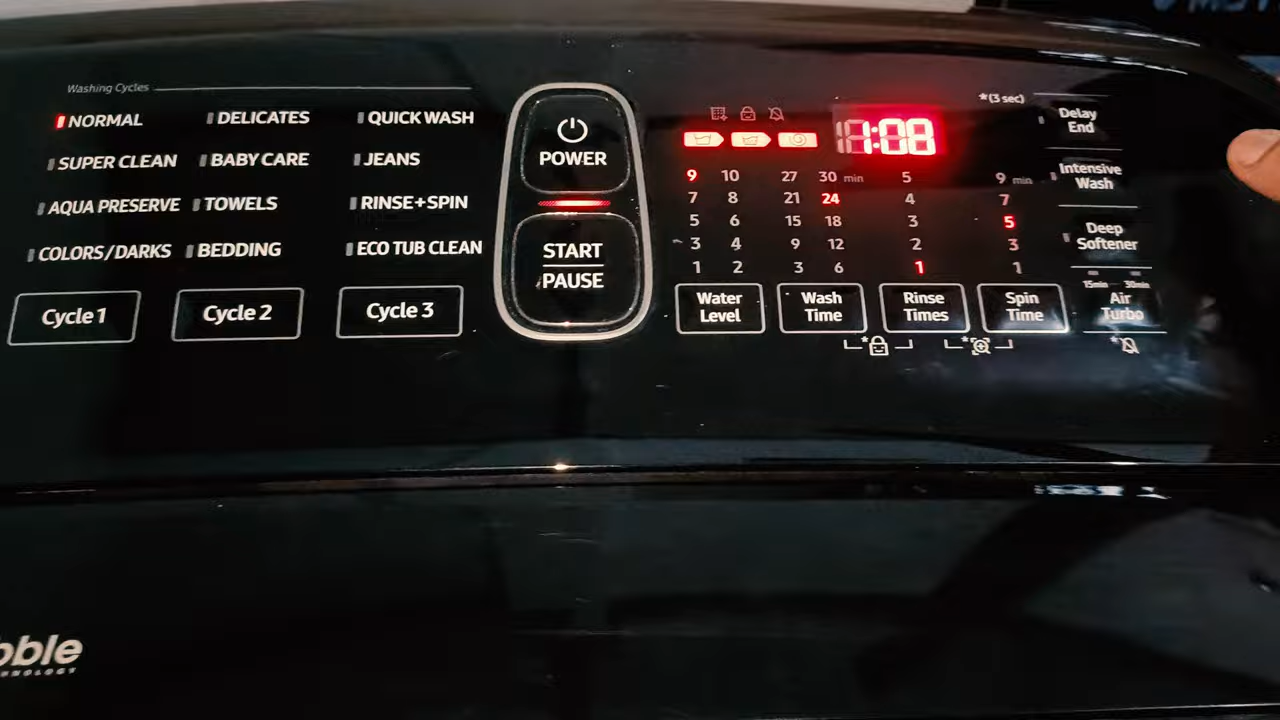 Washing Cycles
NORMAL DELICATES QUICK WASH
SUPER CLEAN BABY CARE JEANS
AQUA PRESERVE TOWELS RINSE+SPIN
COLORS/DARKS BEDDING ECO TUB CLEAN
Cycle 1 Cycle 2 Cycle 3
POWER
START
PAUSE
1:08
9 10 27 30 min 5 9 min
7 8 21 24 4 7
5 6 15 18 3 5
3 4 9 12 2 3
1 2 3 6 1 1
Water Level
Wash Time
Rinse Times
Spin Time
*(3 sec)
Delay End
Intensive Wash
Deep Softener
15min 30min
Air Turbo
* * *
bble
HNOLOGY